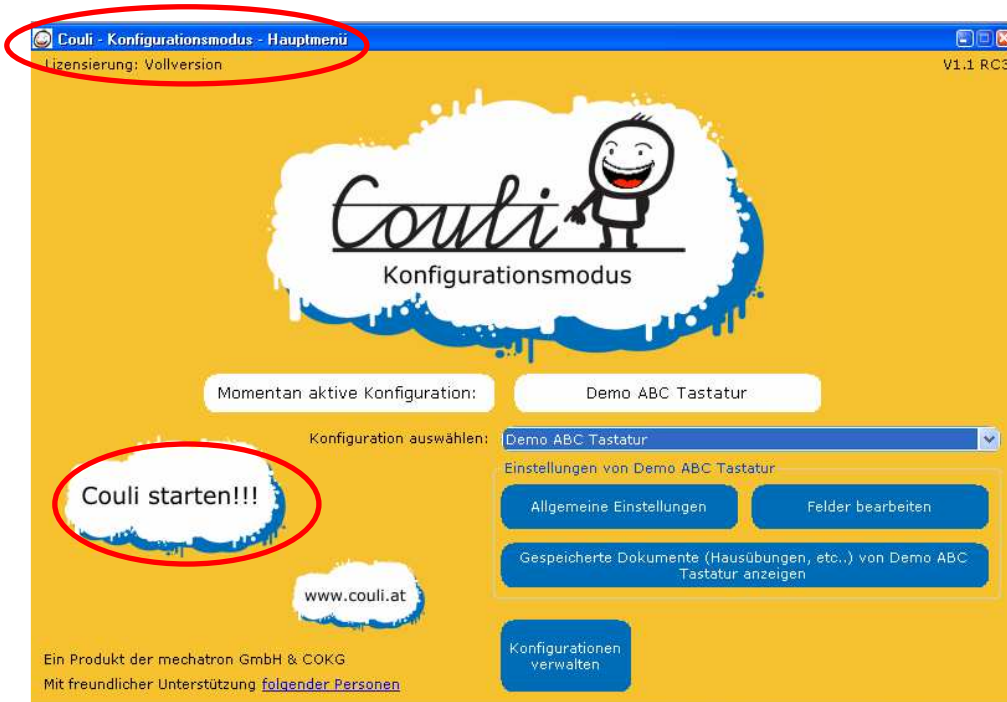 Couli - Konfigurationsmodus - Hauptmenü
Lizensierung: Vollversion
V1.1 RC3
Couli
Konfigurationsmodus
Momentan aktive Konfiguration:
Demo ABC Tastatur
Konfiguration auswählen:
Demo ABC Tastatur
Einstellungen von Demo ABC Tastatur
Couli starten!!!
Allgemeine Einstellungen
Felder bearbeiten
Gespeicherte Dokumente (Hausübungen, etc..) von Demo ABC
Tastatur anzeigen
www.couli.at
Konfigurationen
verwalten
Ein Produkt der mechatron GmbH & COKG
Mit freundlicher Unterstützung folgender Personen